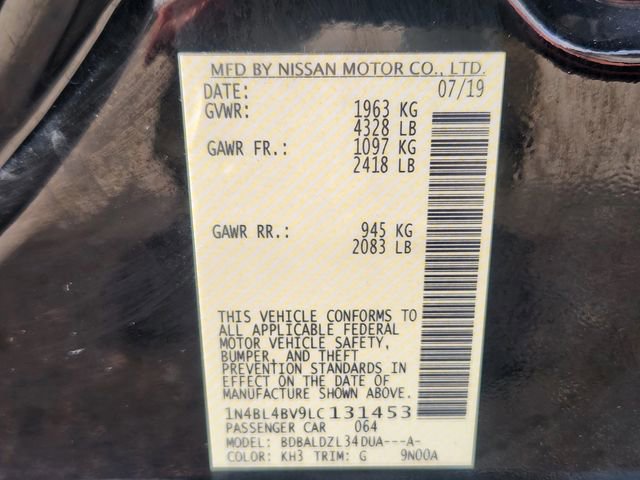 MFD BY NISSAN MOTOR CO., LTD.
DATE: 07/19
GVWR: 1963 KG
4328 LB
GAWR FR.: 1097 KG
2418 LB
GAWR RR.: 945 KG
2083 LB
THIS VEHICLE CONFORMS TO
ALL APPLICABLE FEDERAL
MOTOR VEHICLE SAFETY,
BUMPER, AND THEFT
PREVENTION STANDARDS IN
EFFECT ON THE DATE OF
MANUFACTURE SHOWN ABOVE.
1N4BL4BV9LC131453
PASSENGER CAR 064
MODEL: BDBALDZL34DUA---A-
COLOR: KH3 TRIM: G 9N00A